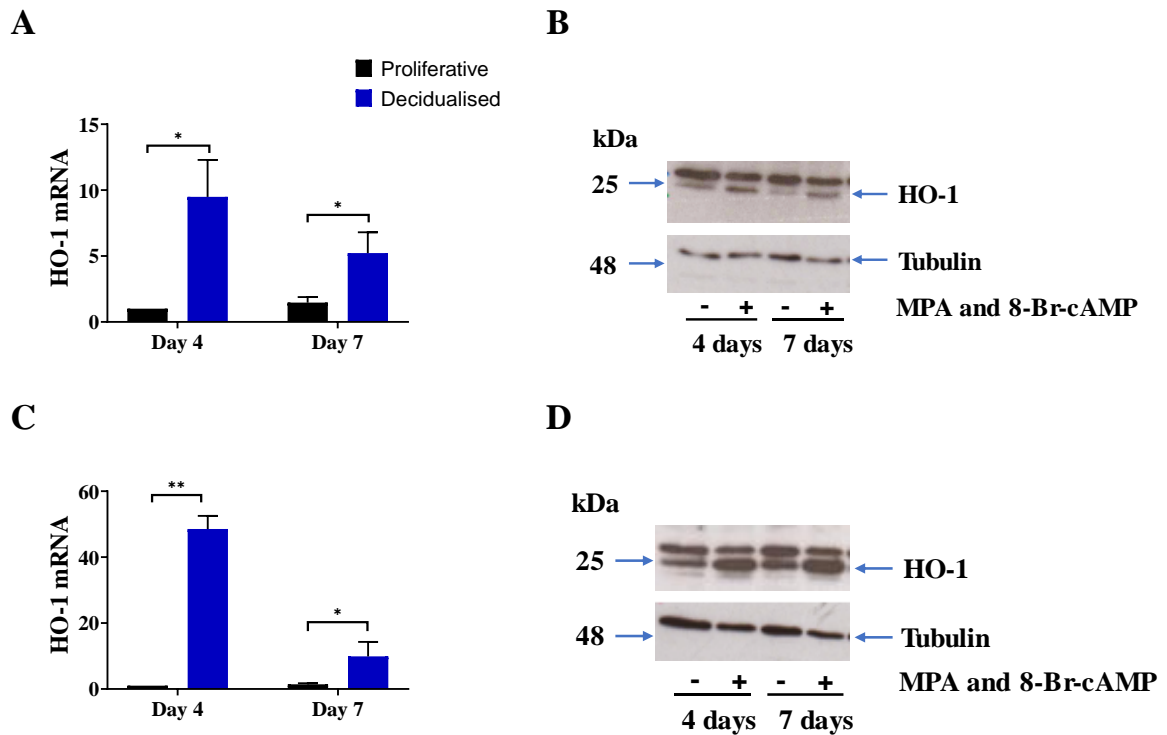 A
Proliferative
Decidualised
HO-1 mRNA
15
10
5
0
*
*
Day 4
Day 7
B
kDa
25
HO-1
48
Tubulin
- + - +
MPA and 8-Br-cAMP
4 days
7 days
C
HO-1 mRNA
60
40
20
0
**
*
Day 4
Day 7
D
kDa
25
HO-1
48
Tubulin
- + - +
MPA and 8-Br-cAMP
4 days
7 days